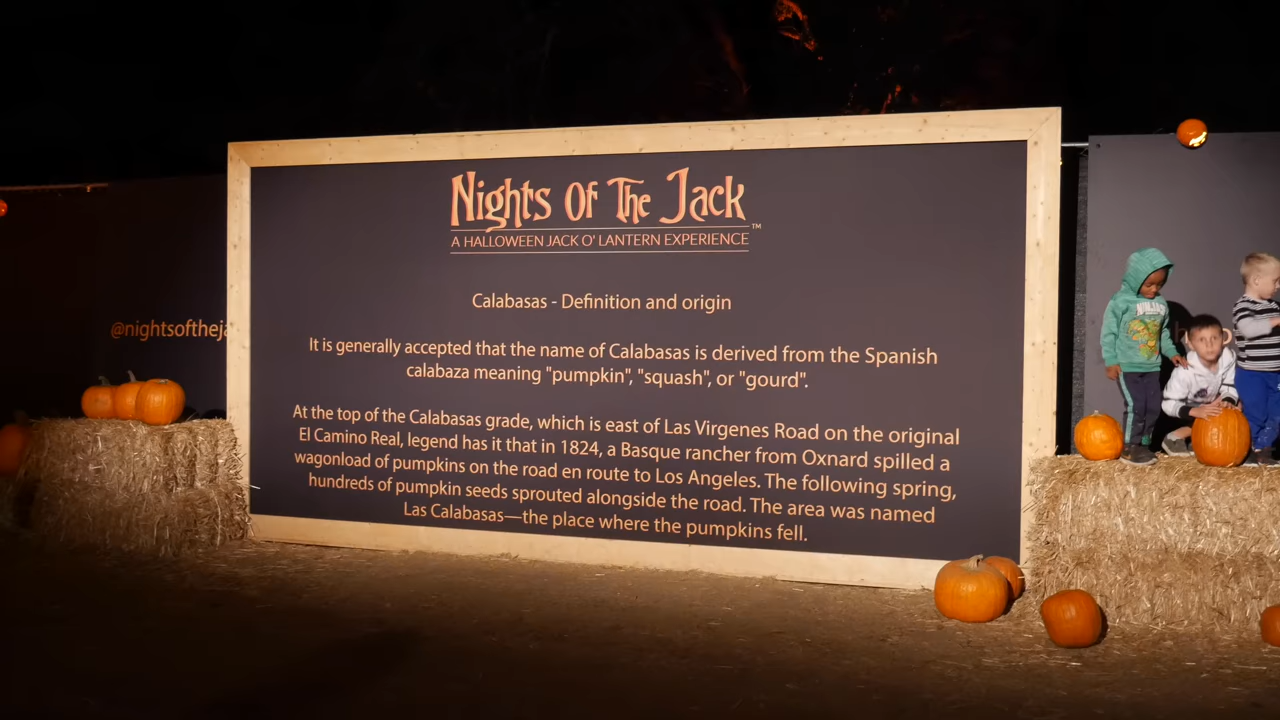 Nights Of The Jack
TM
A HALLOWEEN JACK O' LANTERN EXPERIENCE
Calabasas - Definition and origin
It is generally accepted that the name of Calabasas is derived from the Spanish
calabaza meaning "pumpkin", "squash", or "gourd".
At the top of the Calabasas grade, which is east of Las Virgenes Road on the original
El Camino Real, legend has it that in 1824, a Basque rancher from Oxnard spilled a
wagonload of pumpkins on the road en route to Los Angeles. The following spring,
hundreds of pumpkin seeds sprouted alongside the road. The area was named
Las Calabasas—the place where the pumpkins fell.
@nightsoftheja